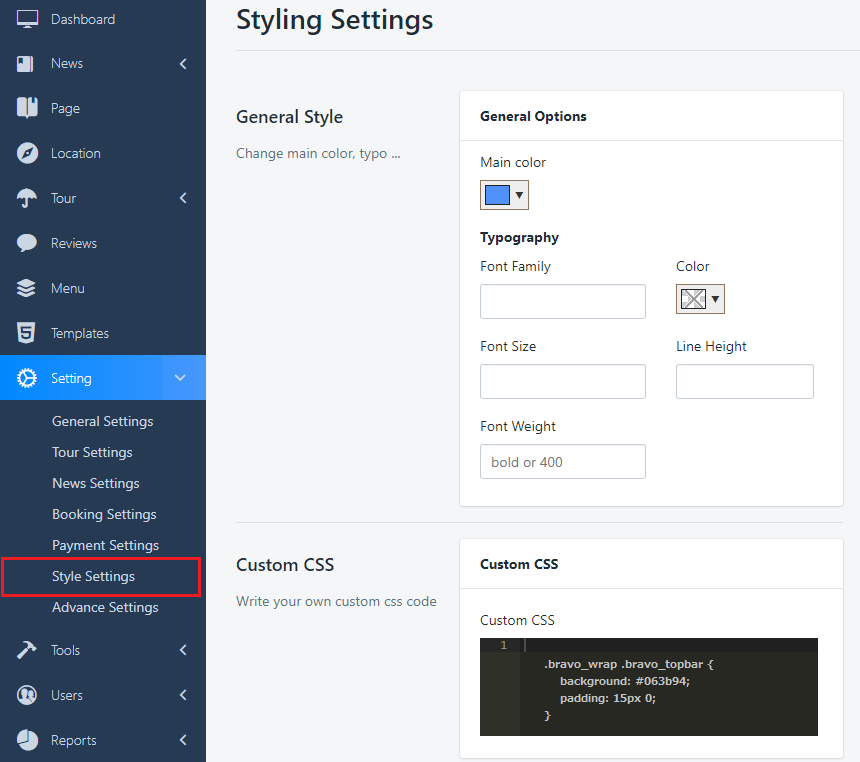 Dashboard
News
Page
Location
Tour
Reviews
Menu
Templates
Setting
General Settings
Tour Settings
News Settings
Booking Settings
Payment Settings
Style Settings
Advance Settings
Tools
Users
Reports
Styling Settings
General Style
Change main color, typo ...
General Options
Main color
Typography
Font Family
Color
Font Size
Line Height
Font Weight
bold or 400
Custom CSS
Write your own custom css code
Custom CSS
Custom CSS
1
.bravo_wrap .bravo_topbar {
background: #063b94;
padding: 15px 0;
}